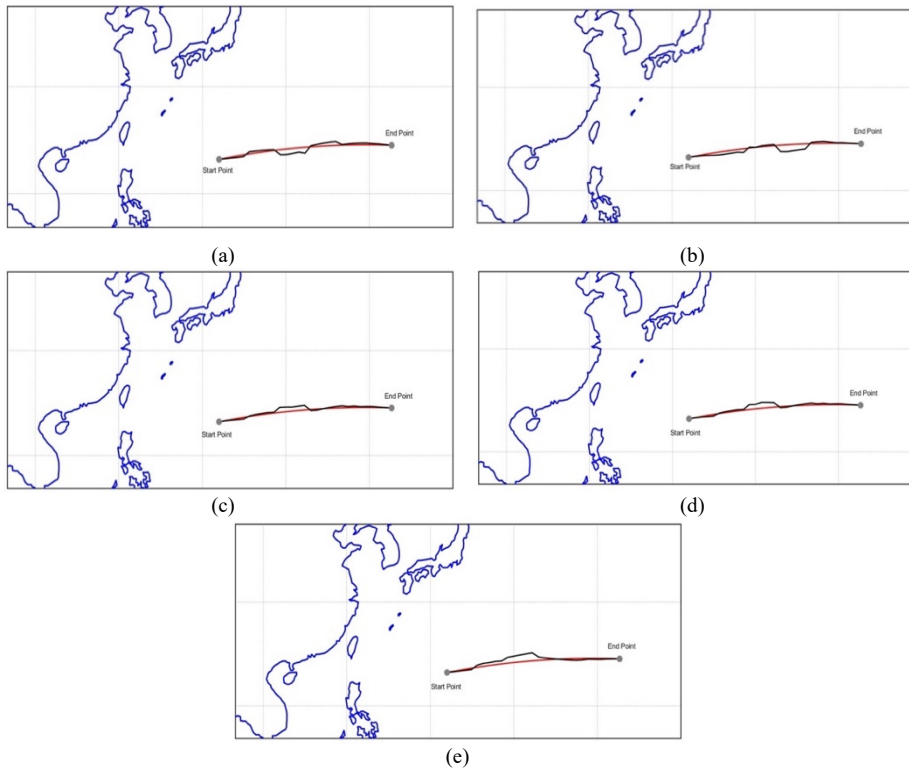 End Point
Start Point
(a)
End Point
Start Point
(b)
End Point
Start Point
(c)
End Point
Start Point
(d)
End Point
Start Point
(e)